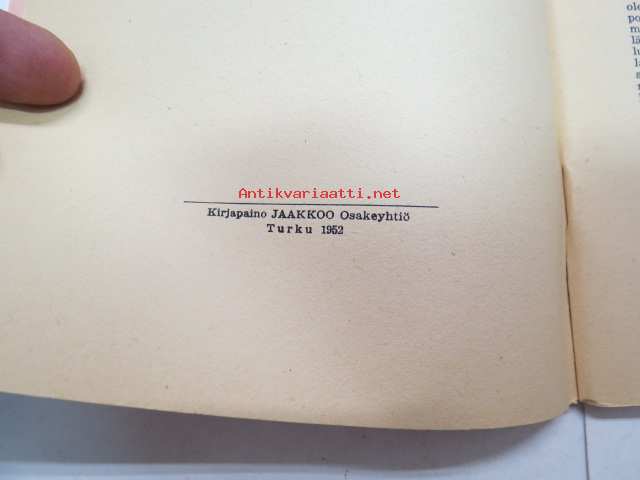 Antikvariaatti.net
Kirjapaino JAAKKOO Osakeyhtiö
Turku 1952